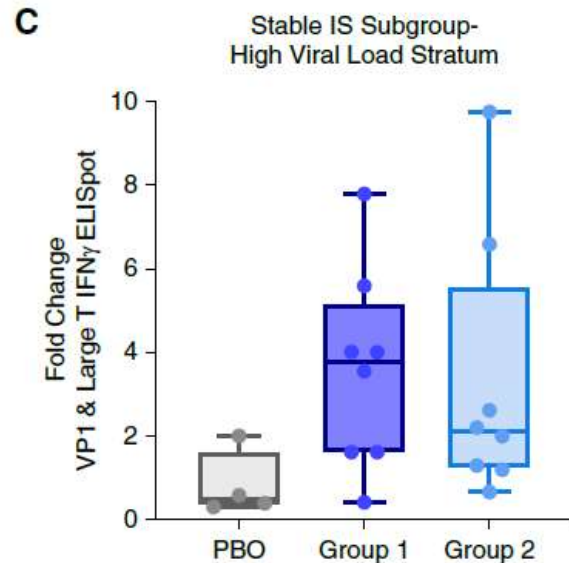 C
Stable IS Subgroup-
High Viral Load Stratum
Fold Change
VP1 & Large T IFNγ ELISpot
10
8
6
4
2
0
PBO
Group 1
Group 2